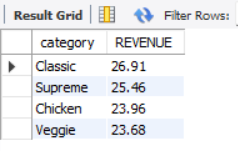 Result Grid Filter Rows:
category REVENUE
Classic 26.91
Supreme 25.46
Chicken 23.96
Veggie 23.68